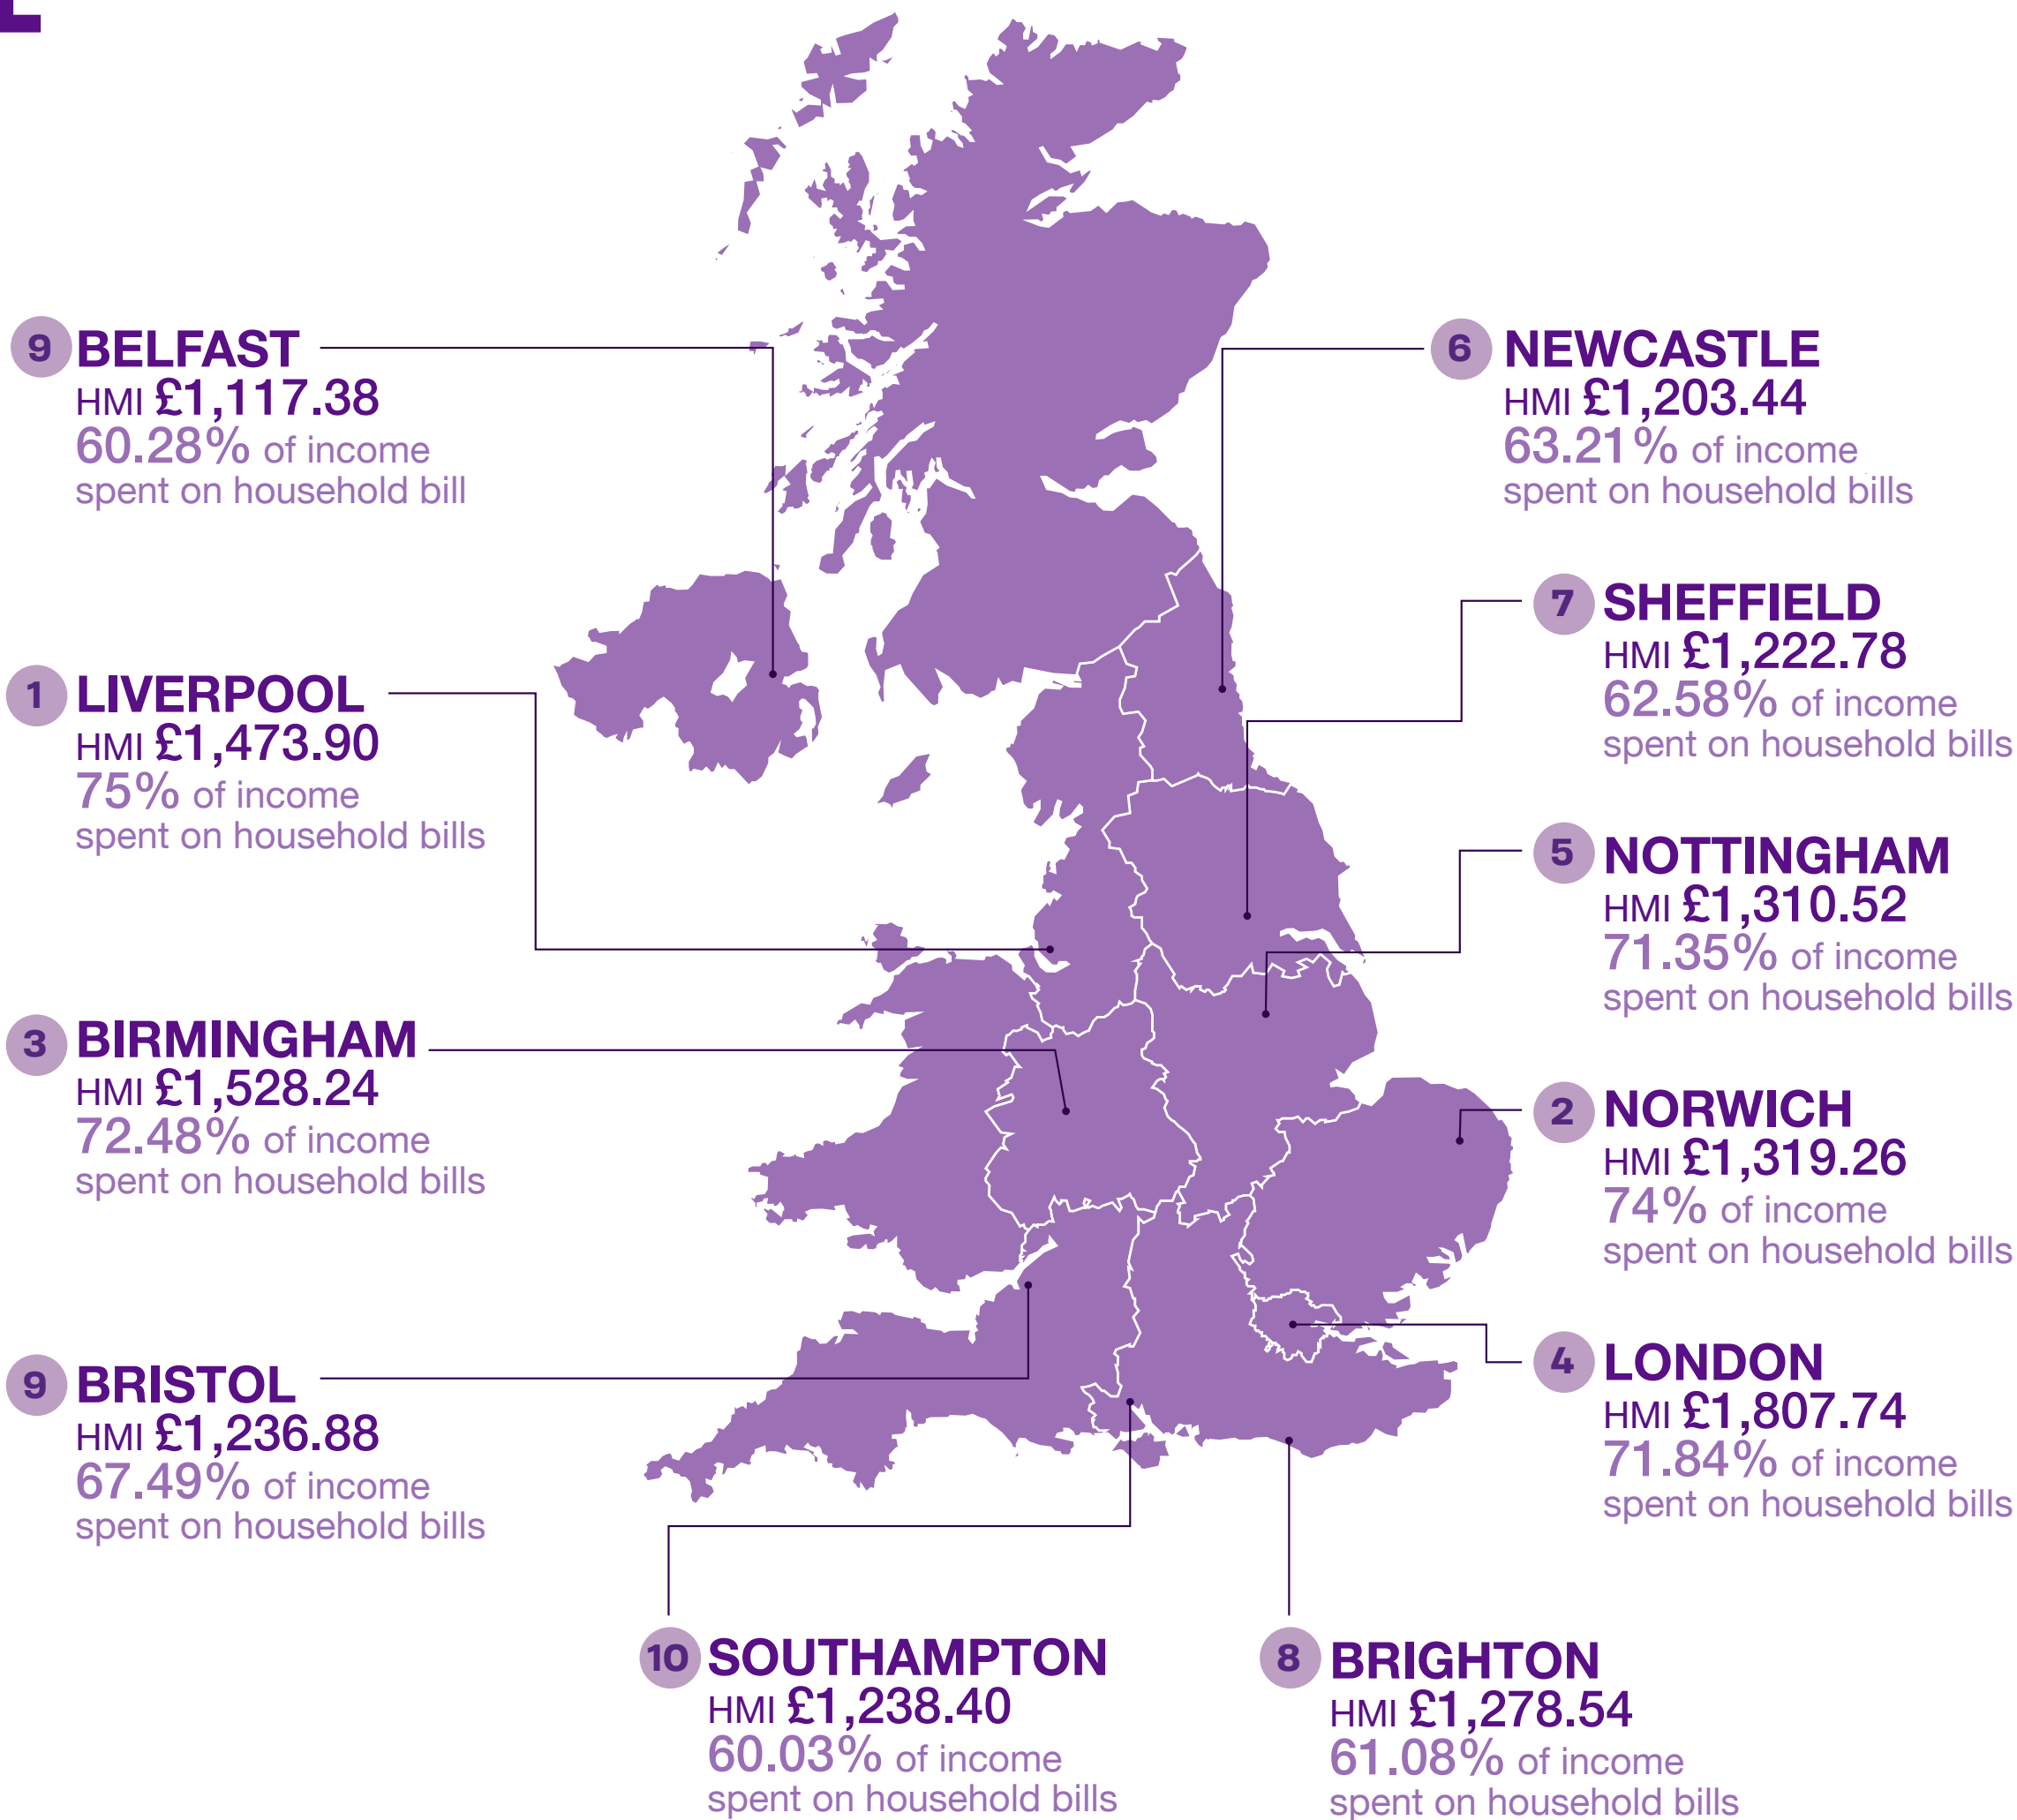 9 BELFAST
HMI £1,117.38
60.28% of income
spent on household bill
6 NEWCASTLE
HMI £1,203.44
63.21% of income
spent on household bills
7 SHEFFIELD
HMI £1,222.78
62.58% of income
spent on household bills
1 LIVERPOOL
HMI £1,473.90
75% of income
spent on household bills
5 NOTTINGHAM
HMI £1,310.52
71.35% of income
spent on household bills
3 BIRMINGHAM
HMI £1,528.24
72.48% of income
spent on household bills
2 NORWICH
HMI £1,319.26
74% of income
spent on household bills
9 BRISTOL
HMI £1,236.88
67.49% of income
spent on household bills
4 LONDON
HMI £1,807.74
71.84% of income
spent on household bills
10 SOUTHAMPTON
HMI £1,238.40
60.03% of income
spent on household bills
8 BRIGHTON
HMI £1,278.54
61.08% of income
spent on household bills